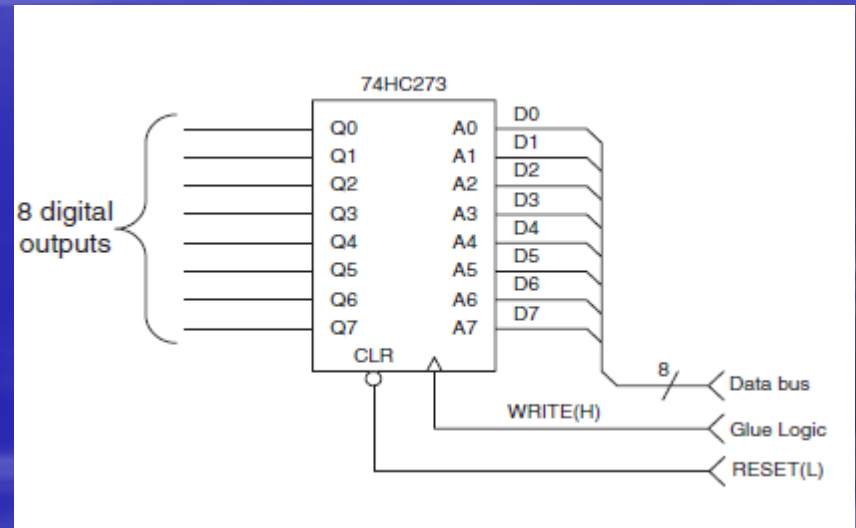 74HC273
D0
Q0 A0
D1
Q1 A1
D2
Q2 A2
D3
8 digital Q3 A3
D4
outputs Q4 A4
D5
Q5 A5
D6
Q6 A6
D7
Q7 A7
CLR
8
Data bus
WRITE(H)
Glue Logic
RESET(L)